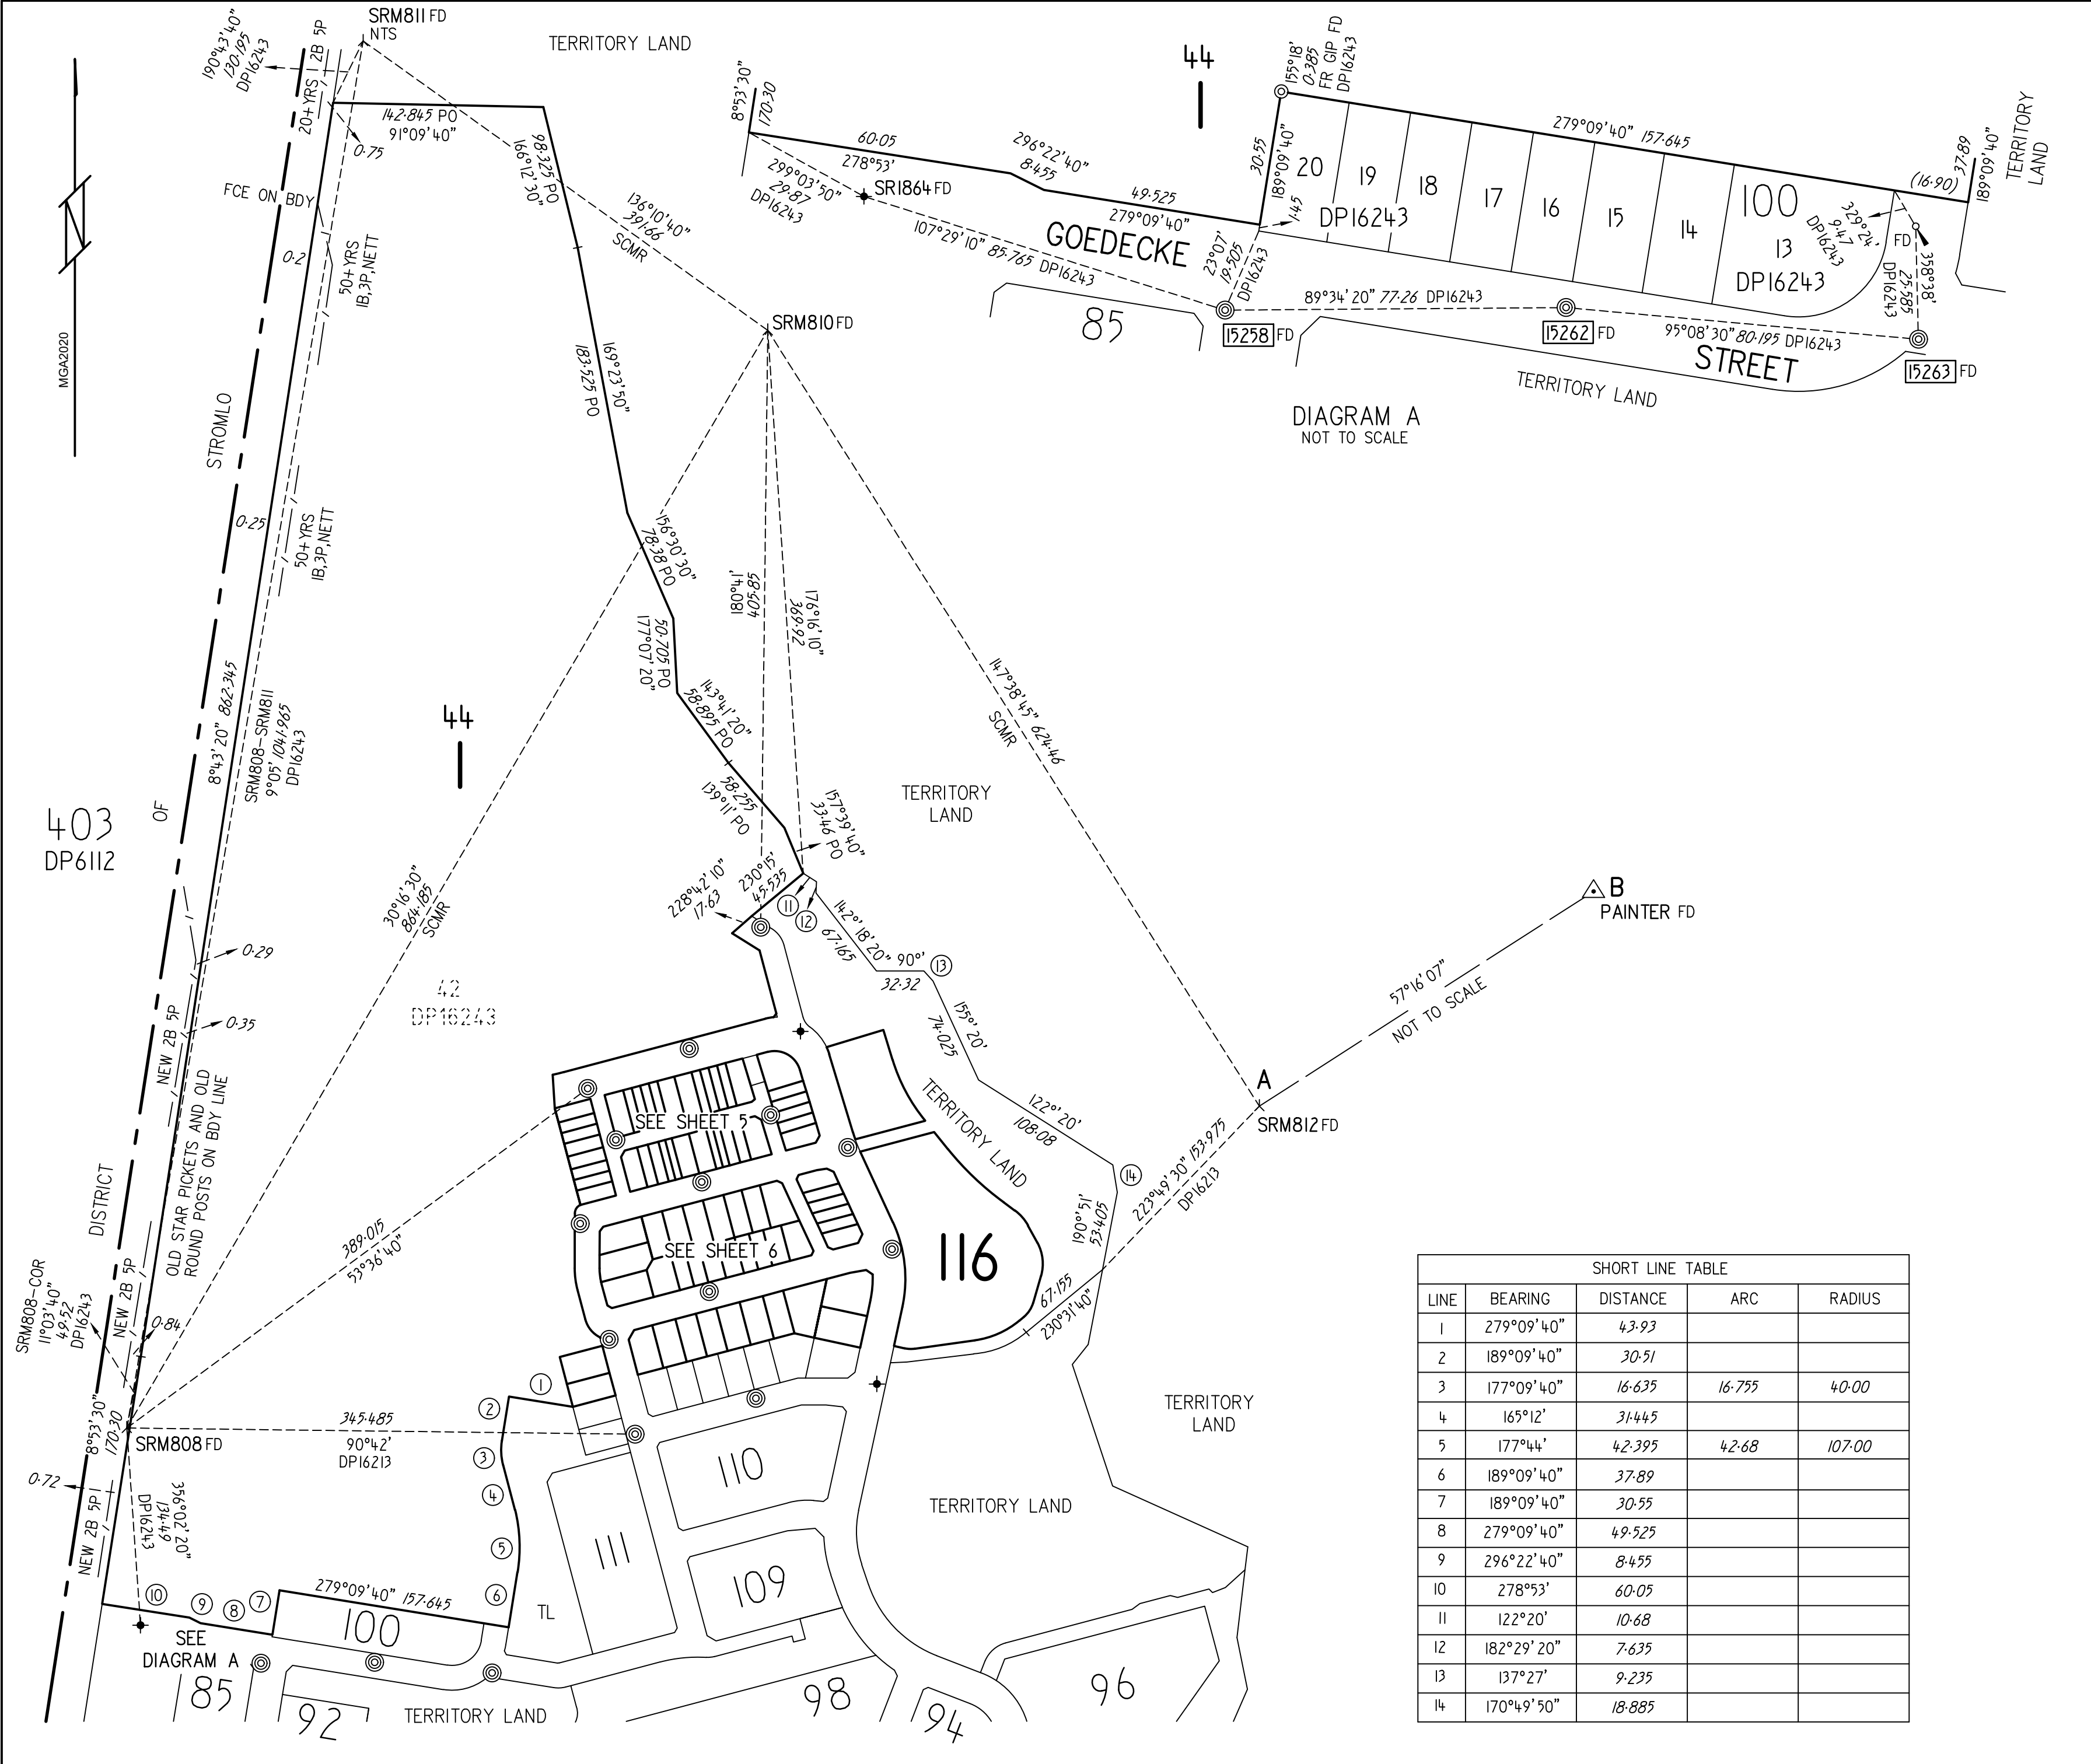 SRM811 FD
NTS
TERRITORY LAND
190°43'40"
130·195
DP16243
20+YRS 2B 5P
142·845 PO
91°09'40"
0·75
98·325 PO
166°12'30"
FCE ON BDY
0·2
50+YRS
1B,3P,NETT
136°10'40"
391·66
SCMR
SRM810 FD
MGA2020
STROMLO
169°23'50"
183·525 PO
0·25
50+YRS
1B,3P,NETT
156°30'30"
78·38 PO
50·705 PO
177°07'20"
180°41'
405·85
176°16'10"
369·92
8°43'20" 862·345
SRM808-SRM811
9°05' 1041·965
DP16243
143°41'20"
58·895 PO
58·255
139°11' PO
147°38'45" 624·46
SCMR
44
403
DP6112
OF
157°39'40"
33·46 PO
TERRITORY
LAND
30°16'30"
864·185
SCMR
228°42'10"
17·63
230°15'
45·535
11
12
142°18'20"
67·165
90°
32·32
13
0·29
42
DP16243
0·35
NEW 2B 5P
155°20'
74·025
B
PAINTER FD
57°16'07"
NOT TO SCALE
OLD STAR PICKETS AND OLD
ROUND POSTS ON BDY LINE
SEE SHEET 5
TERRITORY LAND
122°20'
108·08
A
SRM812 FD
14
223°49'30" 153·975
DP16213
190°51'
53·405
DISTRICT
389·015
53°36'40"
SEE SHEET 6
116
67·155
230°31'40"
SRM808-COR
11°03'40"
49·52
DP16243
NEW 2B 5P
0·84
1
2
3
4
5
6
8°53'30"
170·30
SRM808 FD
345·485
90°42'
DP16213
0·72
NEW 2B 5P
356°02'20"
134·49
DP16243
110
111
109
TERRITORY
LAND
TERRITORY LAND
10
9
8
7
279°09'40" 157·645
100
TL
SEE
DIAGRAM A
85
92
TERRITORY LAND
98
94
96
8°53'30"
170·30
60·05
278°53'
296°22'40"
8·455
299°03'50"
29·87
DP16243
SR1864 FD
49·525
279°09'40"
107°29'10" 85·765 DP16243
GOEDECKE
44
155°18'
0·385
FR GIP FD
DP16243
30·55
189°09'40"
1·45
20
19
18
17
16
15
14
13
DP16243
100
DP16243
279°09'40" 157·645
(16·90)
37·89
189°09'40"
TERRITORY
LAND
329°24'
9·47
DP16243
FD
358°38'
25·585
DP16243
23°07'
19·505
DP16243
85
15258 FD
89°34'20" 77·26 DP16243
15262 FD
95°08'30" 80·195 DP16243
STREET
15263 FD
TERRITORY LAND
DIAGRAM A
NOT TO SCALE
SHORT LINE TABLE
LINE BEARING DISTANCE ARC RADIUS
1 279°09'40" 43·93
2 189°09'40" 30·51
3 177°09'40" 16·635 16·755 40·00
4 165°12' 31·445
5 177°44' 42·395 42·68 107·00
6 189°09'40" 37·89
7 189°09'40" 30·55
8 279°09'40" 49·525
9 296°22'40" 8·455
10 278°53' 60·05
11 122°20' 10·68
12 182°29'20" 7·635
13 137°27' 9·235
14 170°49'50" 18·885